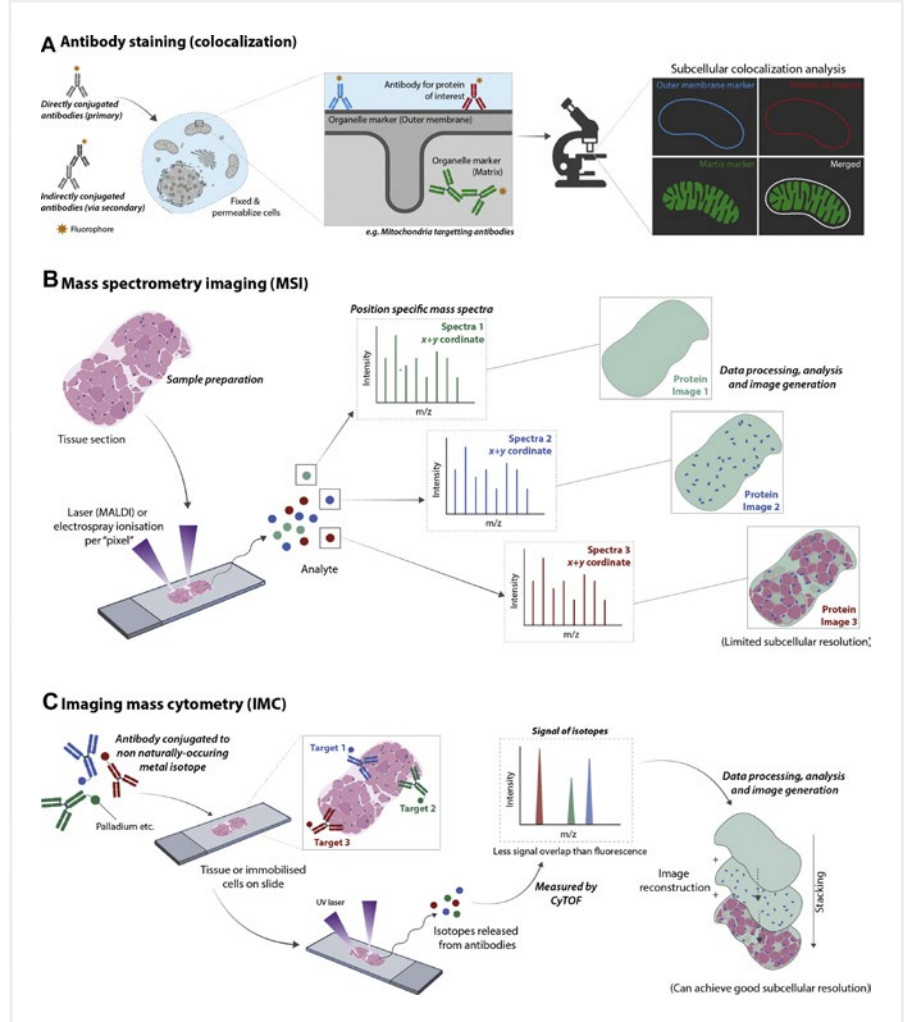 A Antibody staining (colocalization)
Directly conjugated
antibodies (primary)
Indirectly conjugated
antibodies (via secondary)
Fluorophore
Fixed &
permeablize cells
Antibody for protein
of interest
Organelle marker (Outer membrane)
Organelle marker
(Matrix)
e.g. Mitochondria targetting antibodies
Subcellular colocalization analysis
Outer membrane marker
Protein of interest
Martix marker
Merged
B Mass spectrometry imaging (MSI)
Sample preparation
Tissue section
Laser (MALDI) or
electrospray ionisation
per "pixel"
Analyte
Position specific mass spectra
Spectra 1
x+y cordinate
Intensity
m/z
Spectra 2
x+y cordinate
Intensity
m/z
Spectra 3
x+y cordinate
Intensity
m/z
Protein
Image 1
Data processing, analysis
and image generation
Protein
Image 2
Protein
Image 3
(Limited subcellular resolution)
C Imaging mass cytometry (IMC)
Antibody conjugated to
non naturally-occuring
metal isotope
Palladium etc.
Tissue or immobilised
cells on slide
Target 1
Target 2
Target 3
UV laser
Isotopes released
from antibodies
Measured by
CyTOF
Signal of isotopes
Intensity
m/z
Less signal overlap than fluorescence
Data processing, analysis
and image generation
Image
reconstruction
+
+
Stacking
(Can achieve good subcellular resolution)